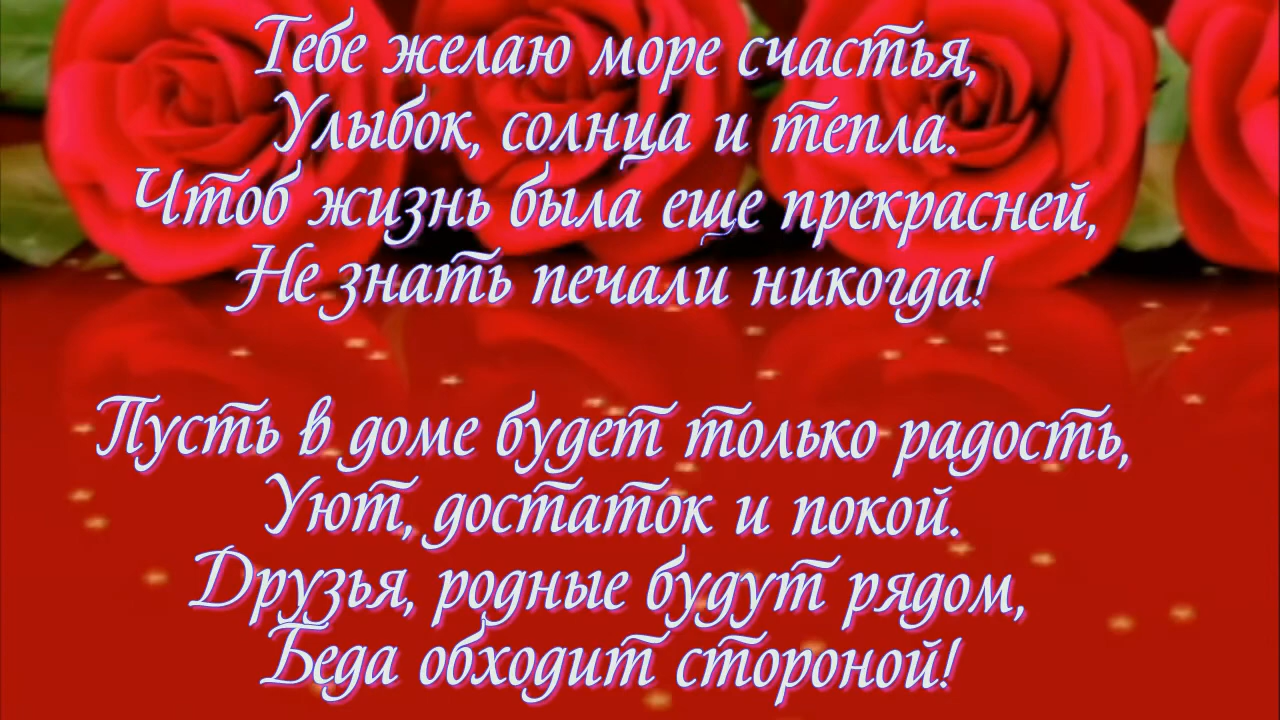 Тебе желаю море счастья,
Улыбок, солнца и тепла.
Чтоб жизнь была еще прекрасней,
Не знать печали никогда!
Пусть в доме будет только радость,
Уют, достаток и покой.
Друзья, родные будут рядом,
Беда обходит стороной!